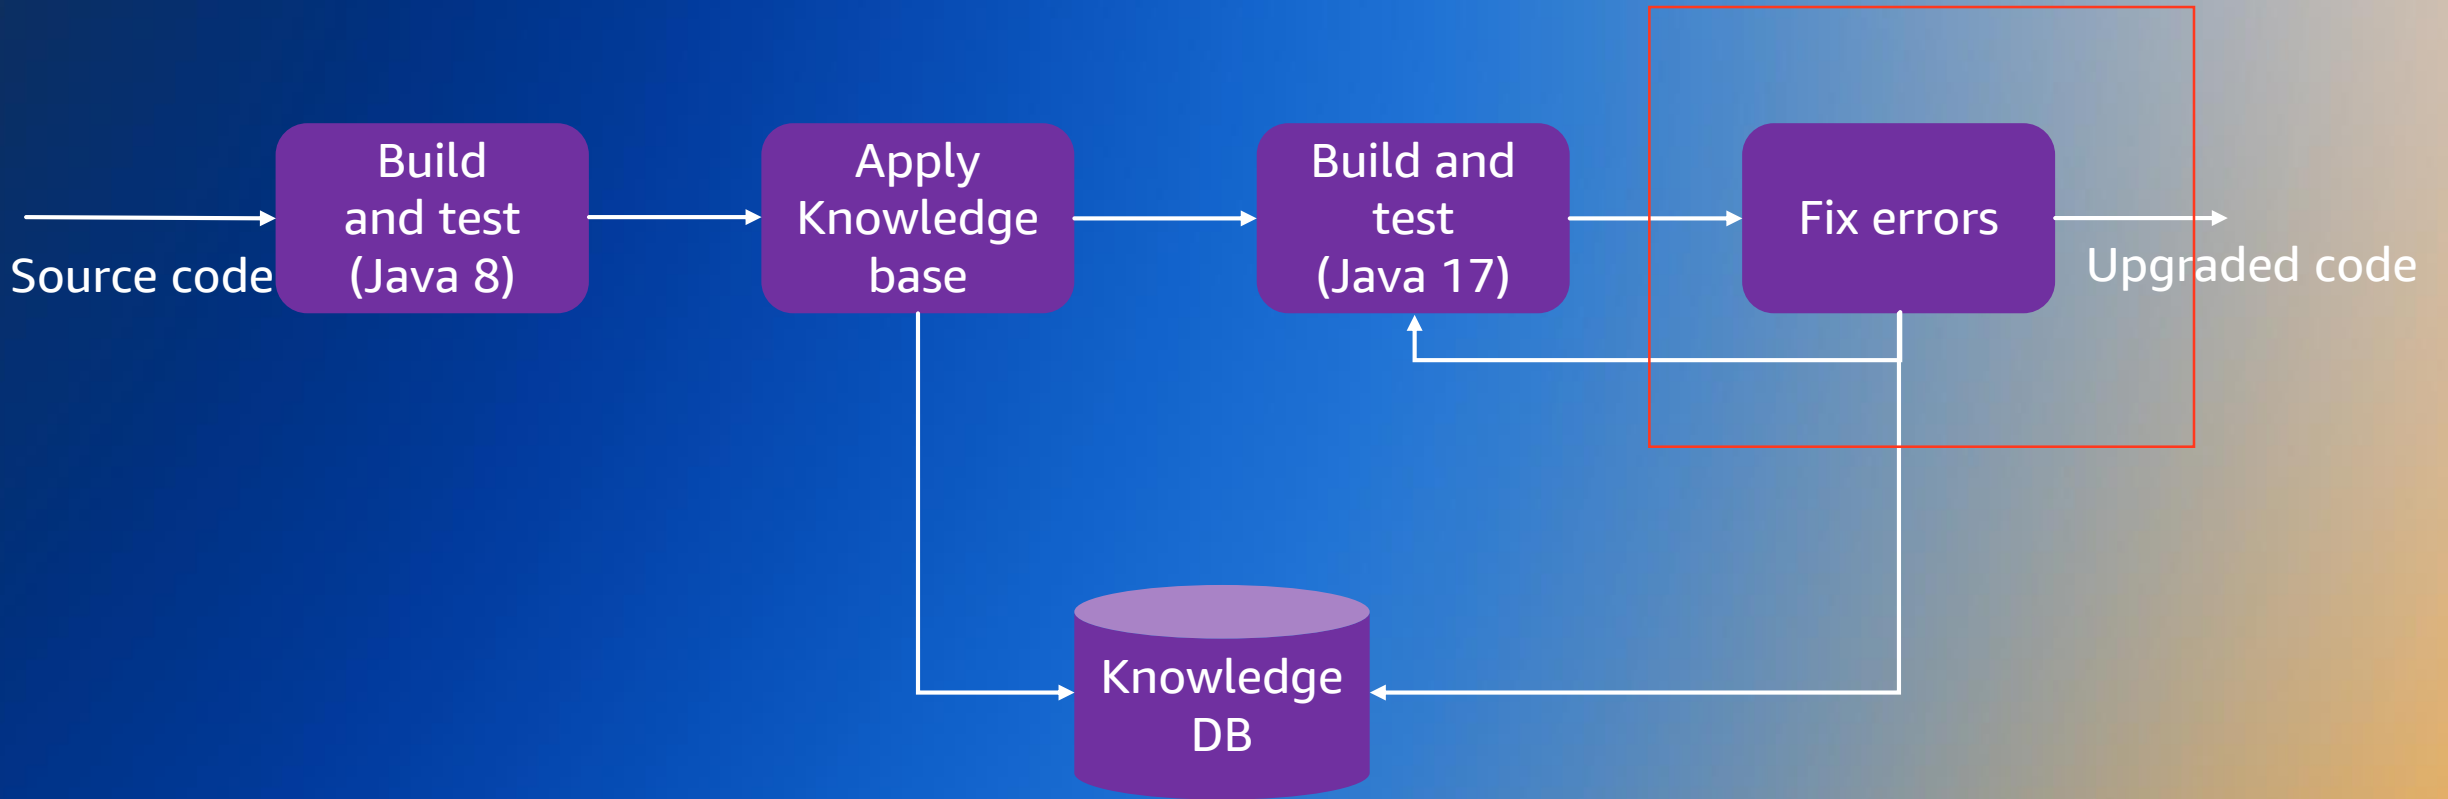 Source code
Build
and test
(Java 8)
Apply
Knowledge
base
Build and
test
(Java 17)
Fix errors
Upgraded code
Knowledge
DB